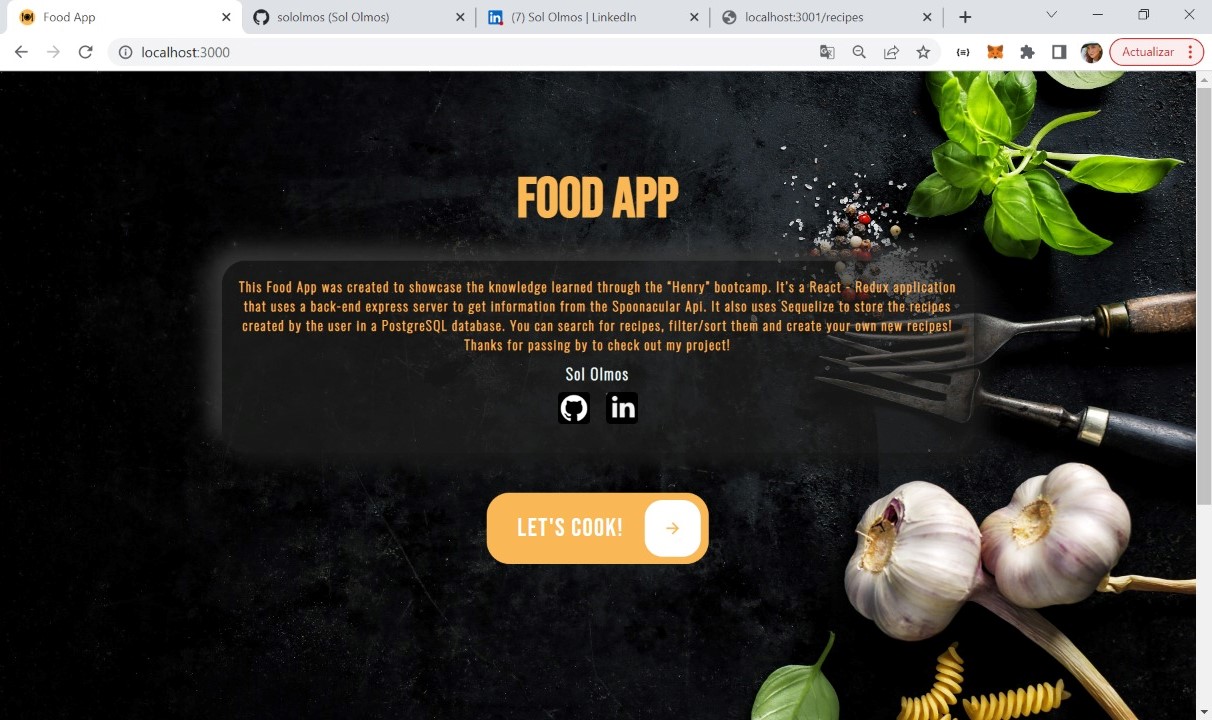 Food App
sololmos (Sol Olmos)
(7) Sol Olmos | LinkedIn
localhost:3001/recipes
localhost:3000
Actualizar
FOOD APP
This Food App was created to showcase the knowledge learned through the "Henry" bootcamp. It's a React - Redux application
that uses a back-end express server to get information from the Spoonacular Api. It also uses Sequelize to store the recipes
created by the user in a PostgreSQL database. You can search for recipes, filter/sort them and create your own new recipes!
Thanks for passing by to check out my project!
Sol Olmos
in
LET'S COOK!